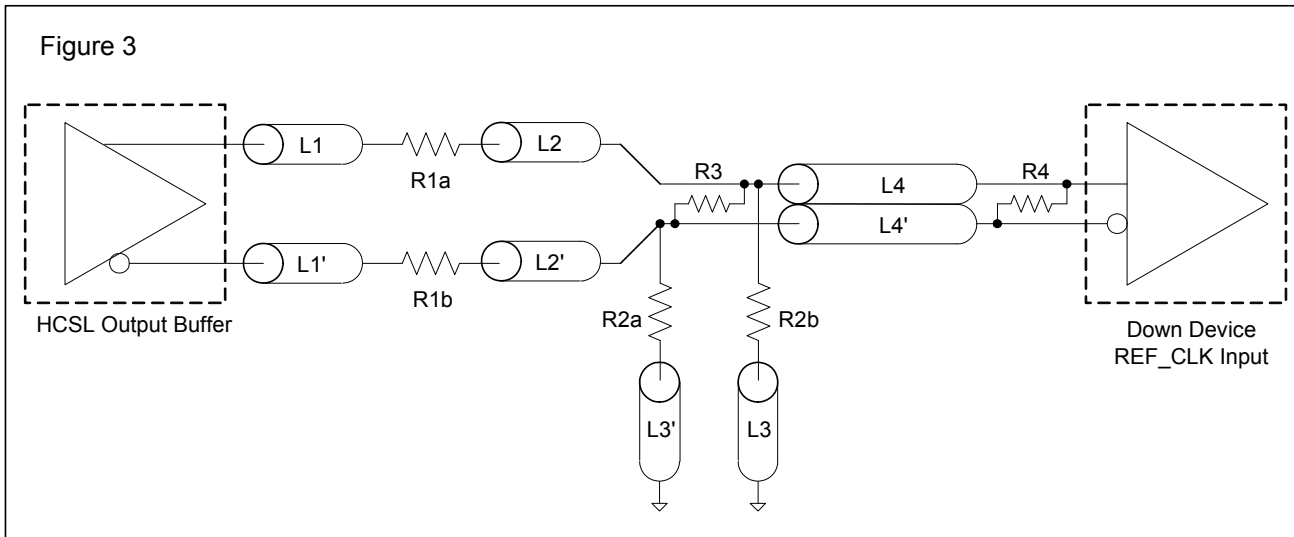 Figure 3
L1
R1a
L2
R3
L4
R4
L4'
L1'
R1b
L2'
R2a
R2b
HCSL Output Buffer
Down Device
REF_CLK Input
L3'
L3